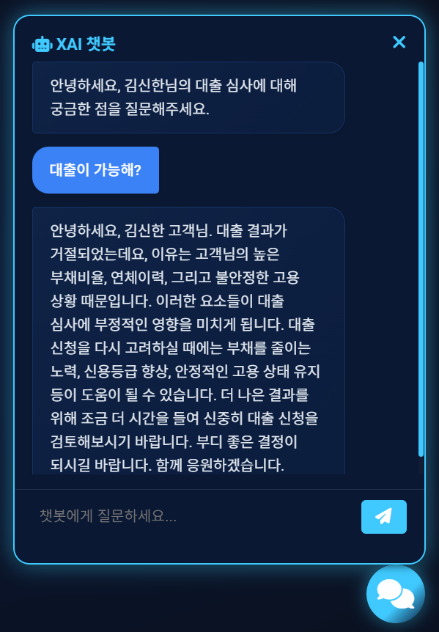 XAI 챗봇
안녕하세요, 김신한님의 대출 심사에 대해
궁금한 점을 질문해주세요.
대출이 가능해?
안녕하세요, 김신한 고객님. 대출 결과가
거절되었는데요, 이유는 고객님의 높은
부채비율, 연체이력, 그리고 불안정한 고용
상황 때문입니다. 이러한 요소들이 대출
심사에 부정적인 영향을 미치게 됩니다. 대출
신청을 다시 고려하실 때에는 부채를 줄이는
노력, 신용등급 향상, 안정적인 고용 상태 유지
등이 도움이 될 수 있습니다. 더 나은 결과를
위해 조금 더 시간을 들여 신중히 대출 신청을
검토해보시기 바랍니다. 부디 좋은 결정이
되시길 바랍니다. 함께 응원하겠습니다.
챗봇에게 질문하세요...